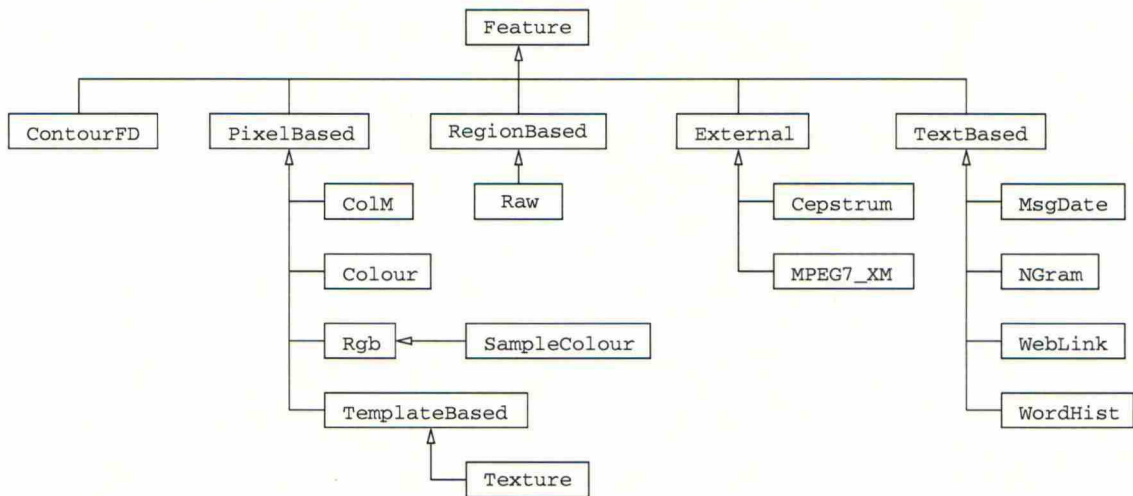 Feature
ContourFD
PixelBased
RegionBased
External
TextBased
ColM
Raw
Cepstrum
MsgDate
Colour
MPEG7_XM
NGram
Rgb
SampleColour
WebLink
TemplateBased
WordHist
Texture